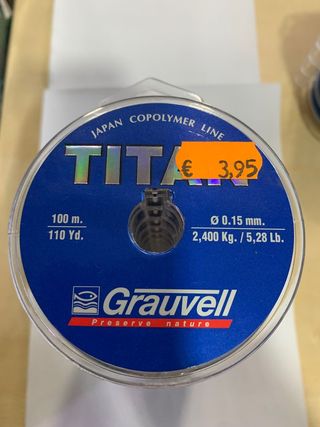 JAPAN COPOLYMER LINE
TITAN
€ 3,95
100 m.
110 Yd.
Ø 0.15 mm.
2,400 Kg. / 5,28 Lb.
Grauvell
Preserve nature